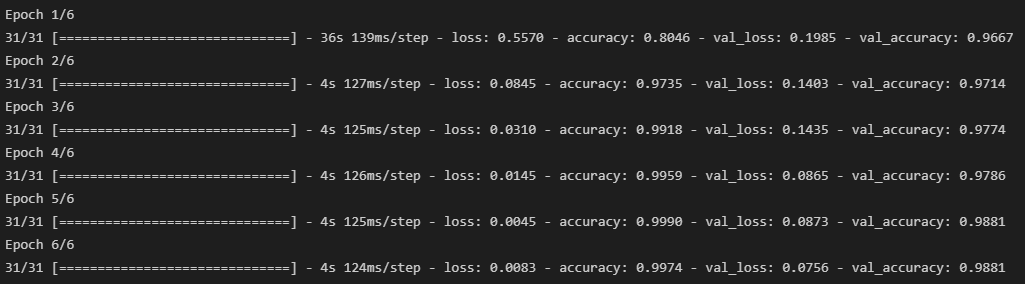 Epoch 1/6
31/31 [==============================] - 36s 139ms/step - loss: 0.5570 - accuracy: 0.8046 - val_loss: 0.1985 - val_accuracy: 0.9667
Epoch 2/6
31/31 [==============================] - 4s 127ms/step - loss: 0.0845 - accuracy: 0.9735 - val_loss: 0.1403 - val_accuracy: 0.9714
Epoch 3/6
31/31 [==============================] - 4s 125ms/step - loss: 0.0310 - accuracy: 0.9918 - val_loss: 0.1435 - val_accuracy: 0.9774
Epoch 4/6
31/31 [==============================] - 4s 126ms/step - loss: 0.0145 - accuracy: 0.9959 - val_loss: 0.0865 - val_accuracy: 0.9786
Epoch 5/6
31/31 [==============================] - 4s 125ms/step - loss: 0.0045 - accuracy: 0.9990 - val_loss: 0.0873 - val_accuracy: 0.9881
Epoch 6/6
31/31 [==============================] - 4s 124ms/step - loss: 0.0083 - accuracy: 0.9974 - val_loss: 0.0756 - val_accuracy: 0.9881